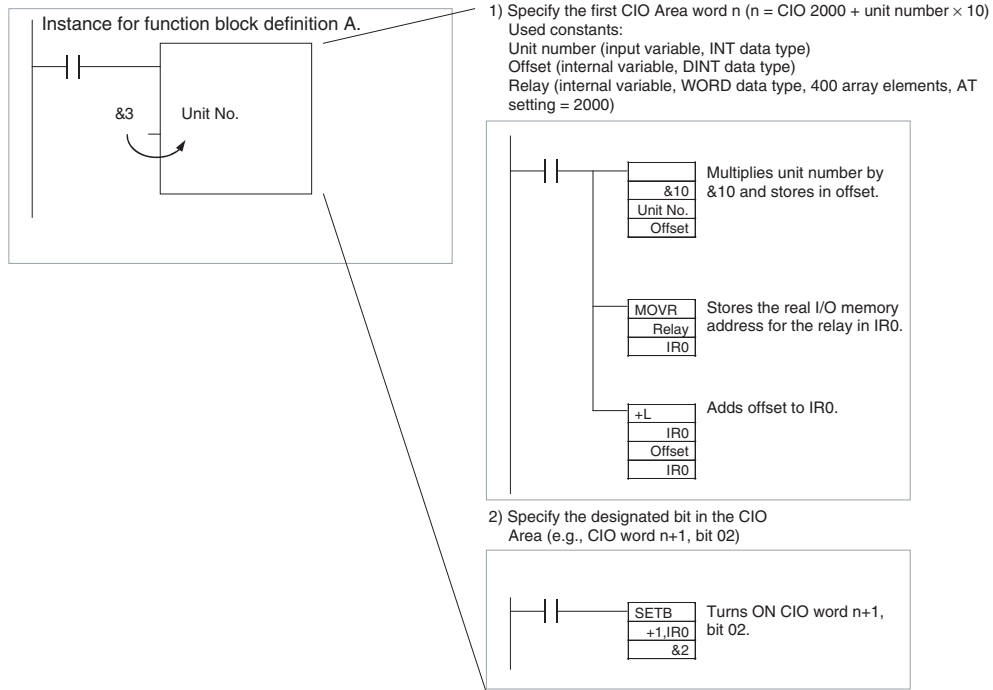 Instance for function block definition A.
&3
Unit No.
1) Specify the first CIO Area word n (n = CIO 2000 + unit number × 10)
Used constants:
Unit number (input variable, INT data type)
Offset (internal variable, DINT data type)
Relay (internal variable, WORD data type, 400 array elements, AT
setting = 2000)
&10
Unit No.
Offset
Multiplies unit number by
&10 and stores in offset.
MOVR
Relay
IR0
Stores the real I/O memory
address for the relay in IR0.
+L
IR0
Offset
IR0
Adds offset to IR0.
2) Specify the designated bit in the CIO
Area (e.g., CIO word n+1, bit 02)
SETB
+1,IR0
&2
Turns ON CIO word n+1,
bit 02.